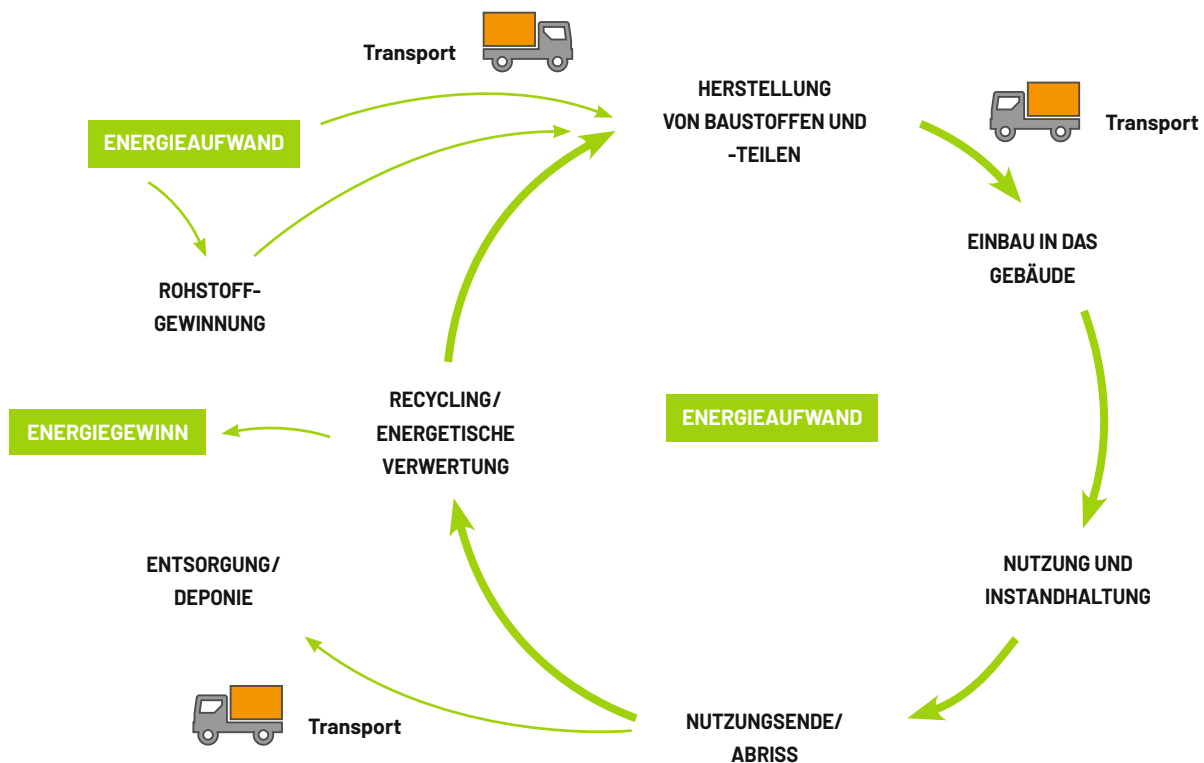 Transport
HERSTELLUNG
VON BAUSTOFFEN UND
-TEILEN
Transport
ENERGIEAUFWAND
EINBAU IN DAS
GEBÄUDE
ROHSTOFF-
GEWINNUNG
RECYCLING/
ENERGETISCHE
VERWERTUNG
ENERGIEAUFWAND
ENERGIEGEWINN
ENTSORGUNG/
DEPONIE
NUTZUNG UND
INSTANDHALTUNG
Transport
NUTZUNGSENDE/
ABRISS